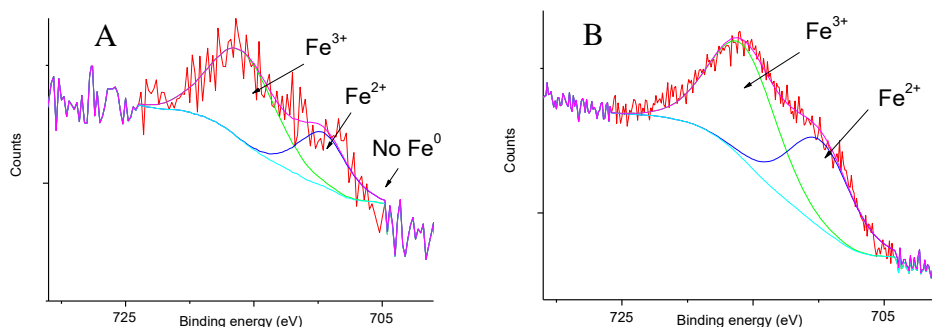 A
Fe³⁺
Fe²⁺
No Fe⁰
Counts
725
705
Binding energy (eV)
B
Fe³⁺
Fe²⁺
Counts
725
705
Binding energy (eV)